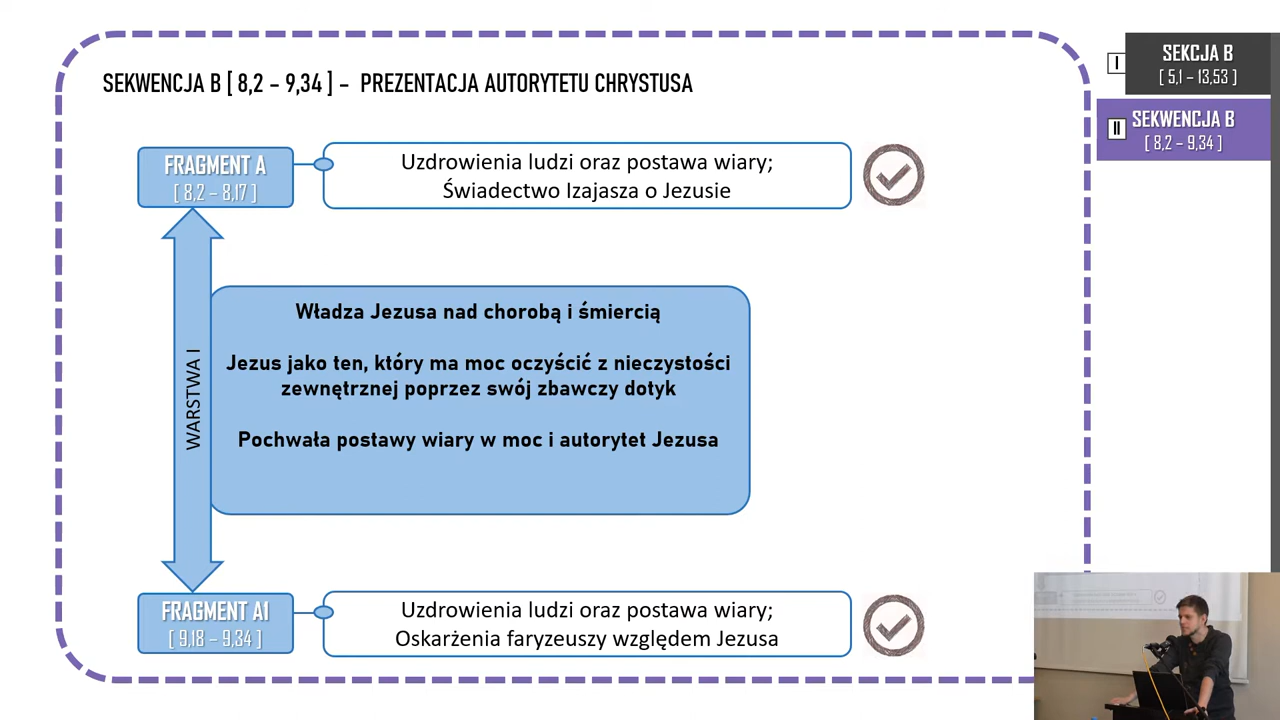 SEKWENCJA B [ 8,2 – 9,34 ] – PREZENTACJA AUTORYTETU CHRYSTUSA
I
SEKCJA B
[ 5,1 – 13,53 ]
II
SEKWENCJA B
[ 8,2 – 9,34 ]
FRAGMENT A
[ 8,2 – 8,17 ]
Uzdrowienia ludzi oraz postawa wiary;
Świadectwo Izajasza o Jezusie
WARSTWA I
Władza Jezusa nad chorobą i śmiercią
Jezus jako ten, który ma moc oczyścić z nieczystości
zewnętrznej poprzez swój zbawczy dotyk
Pochwała postawy wiary w moc i autorytet Jezusa
FRAGMENT A1
[ 9,18 – 9,34 ]
Uzdrowienia ludzi oraz postawa wiary;
Oskarżenia faryzeuszy względem Jezusa